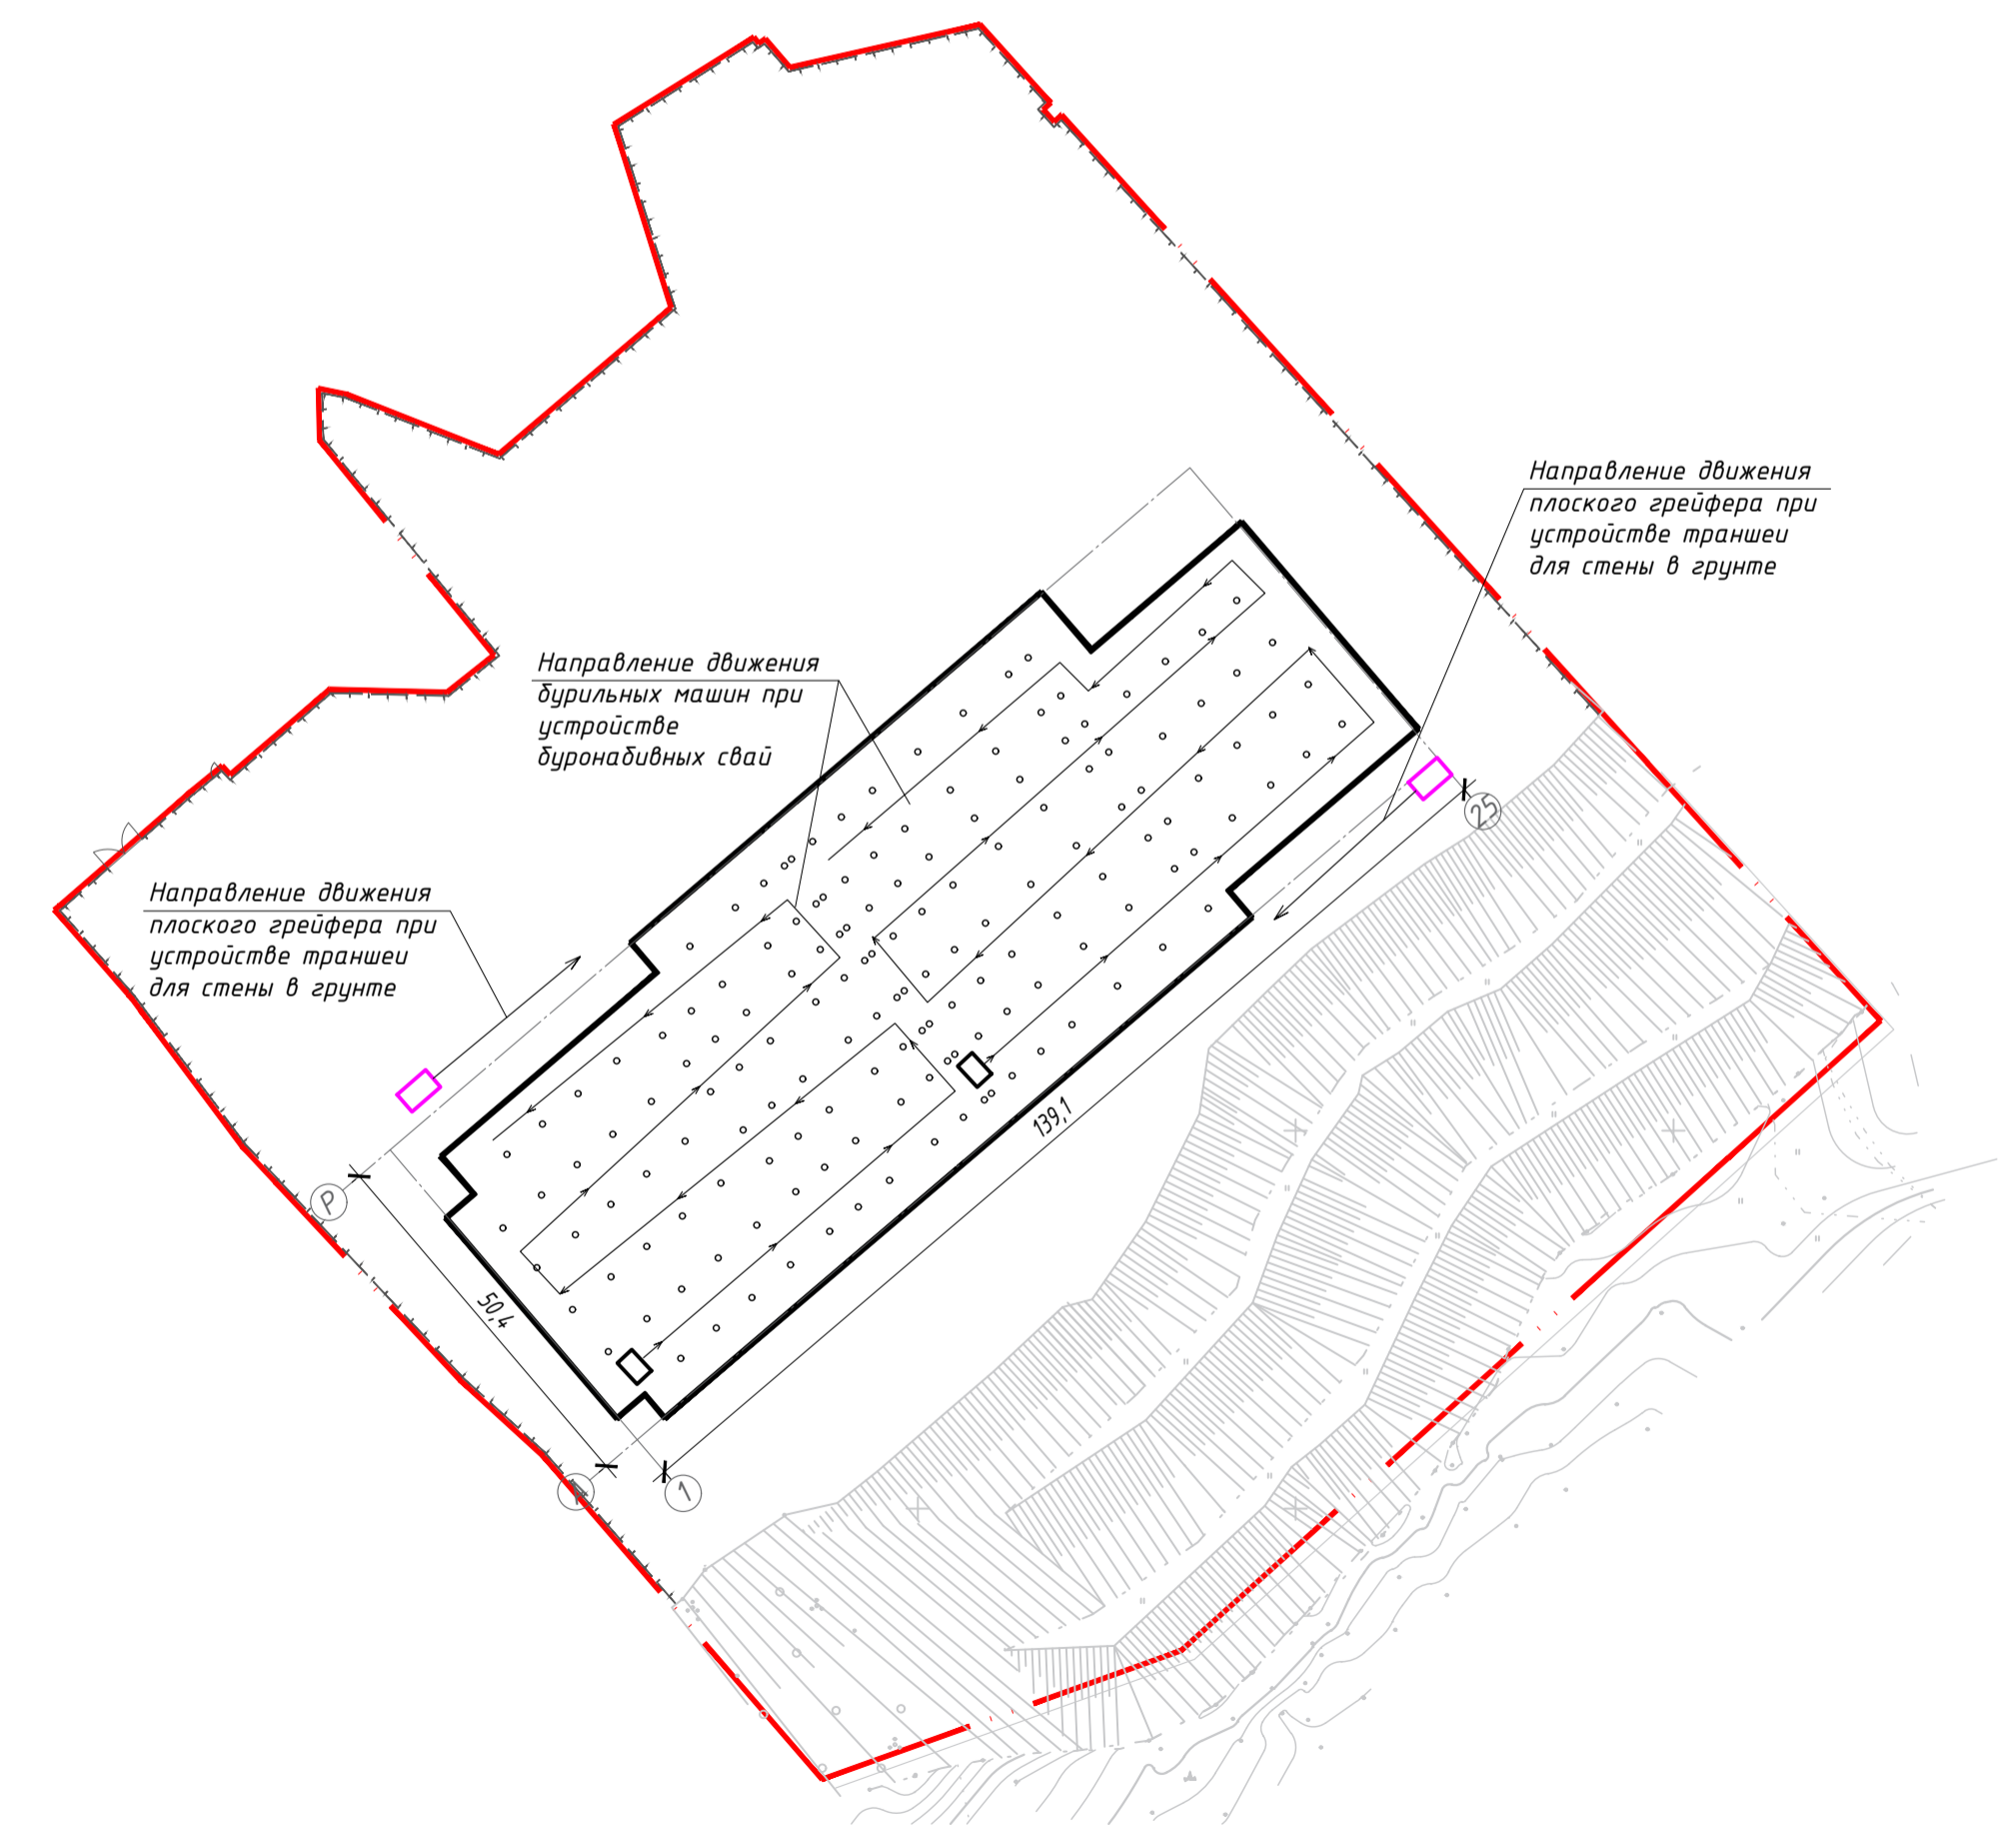 Направление движения
плоского грейфера при
устройстве траншеи
для стены в грунте
Направление движения
бурильных машин при
устройстве
буронабивных свай
25
Направление движения
плоского грейфера при
устройстве траншеи
для стены в грунте
139,1
Р
50,4
А
1